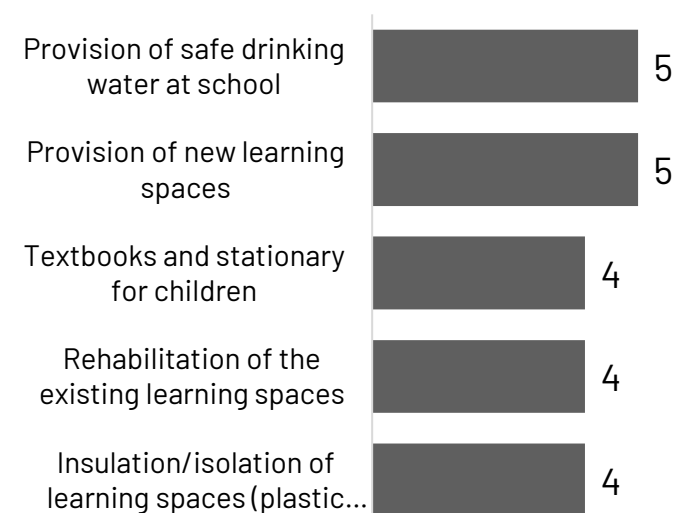 Provision of safe drinking
water at school
5
Provision of new learning
spaces
5
Textbooks and stationary
for children
4
Rehabilitation of the
existing learning spaces
4
Insulation/isolation of
learning spaces (plastic...
4